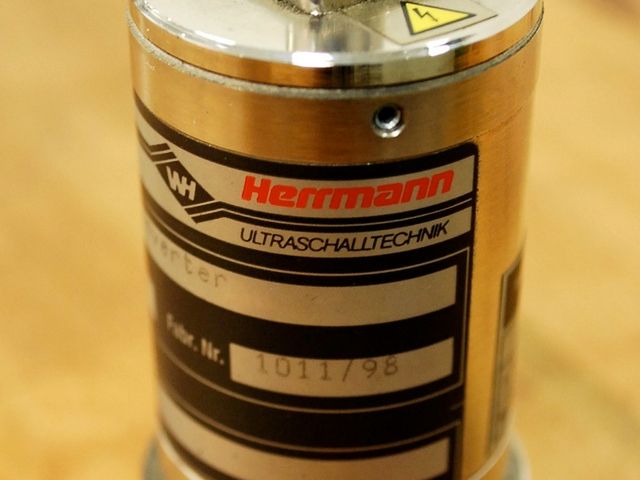 WH Herrmann
ULTRASCHALLTECHNIK
verter
Fabr. Nr. 1011/98